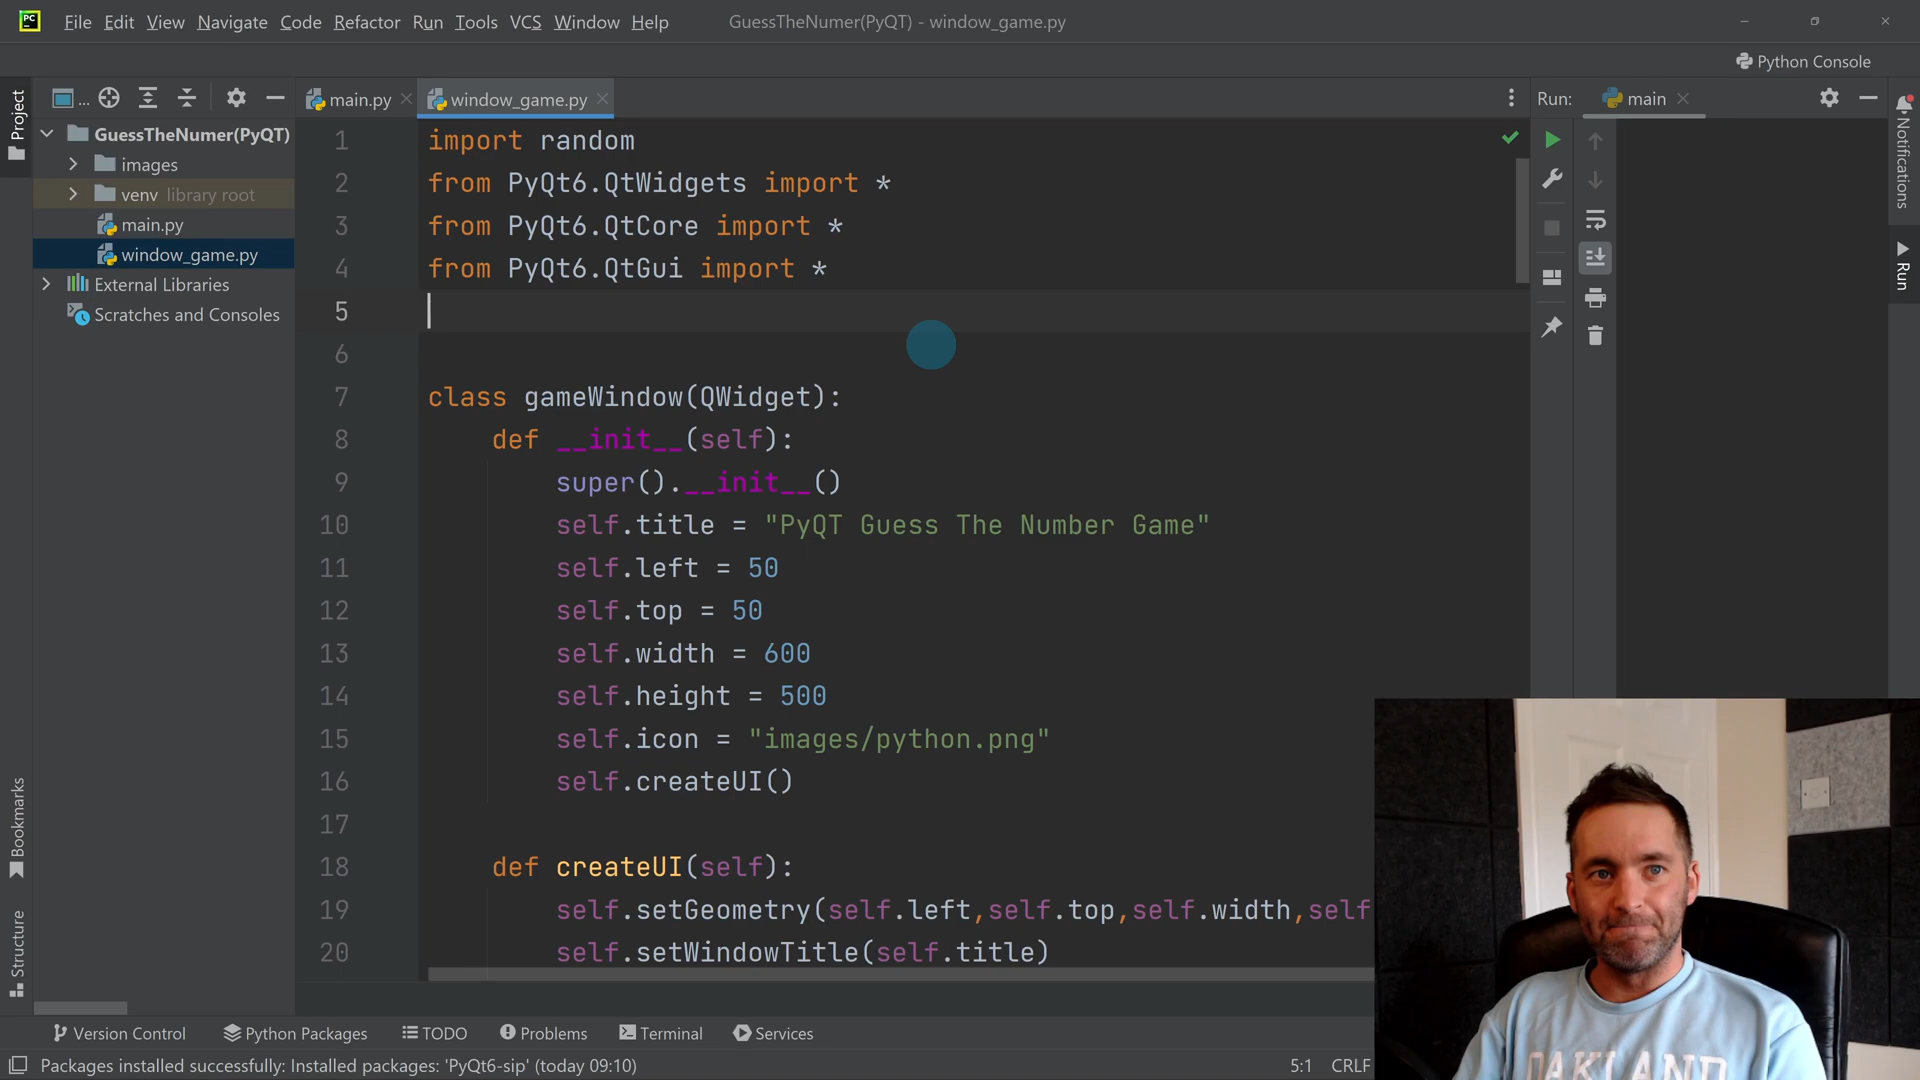 PC File Edit View Navigate Code Refactor Run Tools VCS Window Help GuessTheNumer(PyQT) - window_game.py
Python Console
Project
... main.py window_game.py Run: main
Notifications
Run
GuessTheNumer(PyQT)
images
venv library root
main.py
window_game.py
External Libraries
Scratches and Consoles
1 import random
2 from PyQt6.QtWidgets import *
3 from PyQt6.QtCore import *
4 from PyQt6.QtGui import *
5
6
7 class gameWindow(QWidget):
8 def __init__(self):
9 super().__init__()
10 self.title = "PyQT Guess The Number Game"
11 self.left = 50
12 self.top = 50
13 self.width = 600
14 self.height = 500
15 self.icon = "images/python.png"
16 self.createUI()
17
18 def createUI(self):
19 self.setGeometry(self.left,self.top,self.width,self
20 self.setWindowTitle(self.title)
Bookmarks
Structure
Version Control Python Packages TODO Problems Terminal Services
Packages installed successfully: Installed packages: 'PyQt6-sip' (today 09:10) 5:1 CRLF
OAKLAND